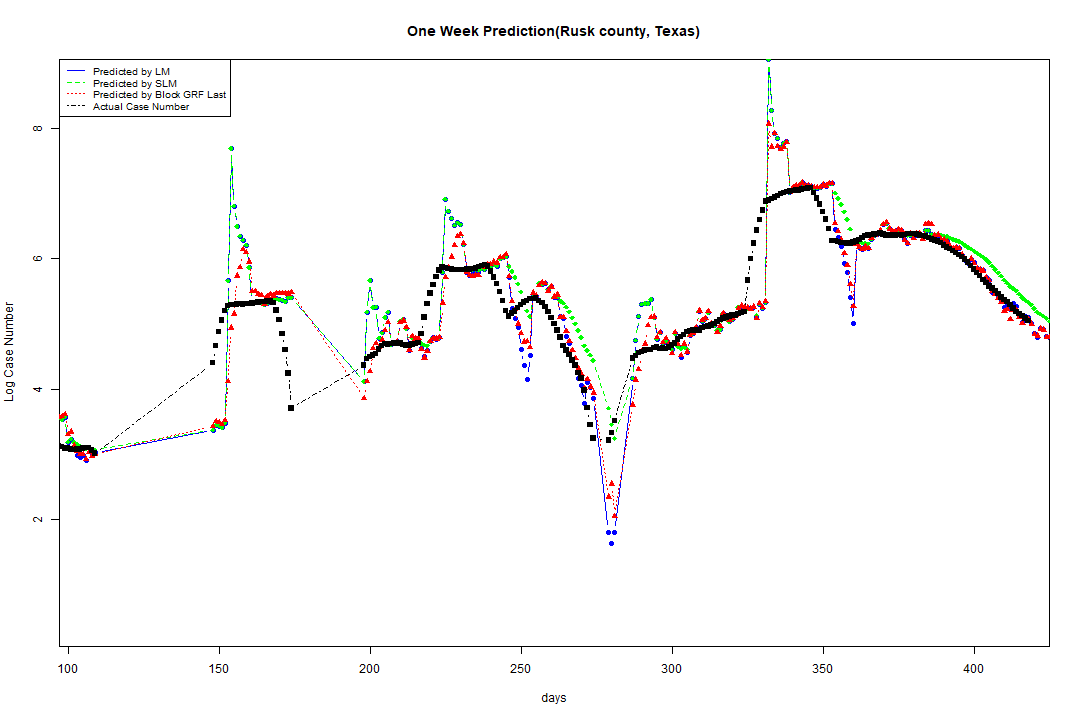 One Week Prediction(Rusk county, Texas)
Predicted by LM
Predicted by SLM
Predicted by Block GRF Last
Actual Case Number
8
6
4
2
Log Case Number
100 150 200 250 300 350 400
days